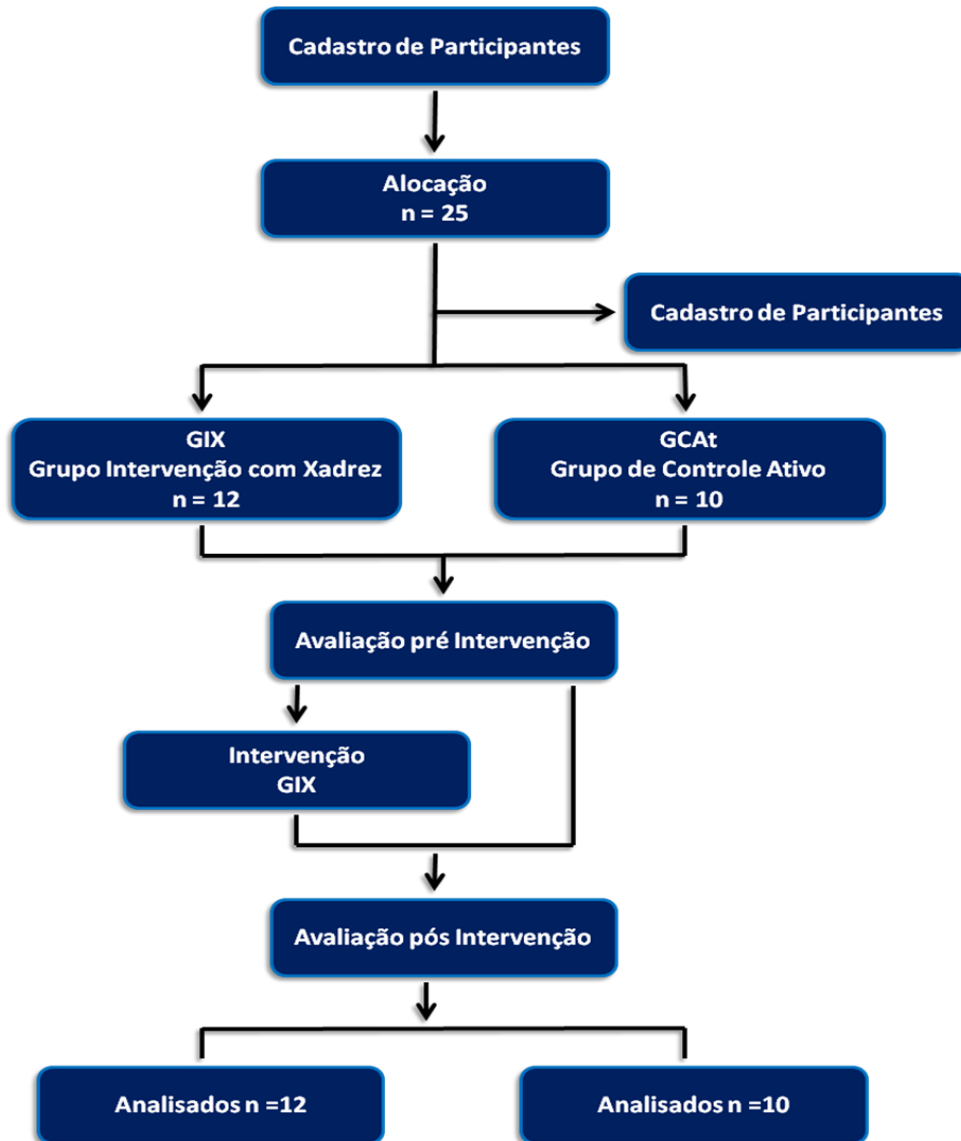 Cadastro de Participantes
Alocação
n = 25
Cadastro de Participantes
GIX
Grupo Intervenção com Xadrez
n = 12
GCAt
Grupo de Controle Ativo
n = 10
Avaliação pré Intervenção
Intervenção
GIX
Avaliação pós Intervenção
Analisados n =12
Analisados n =10